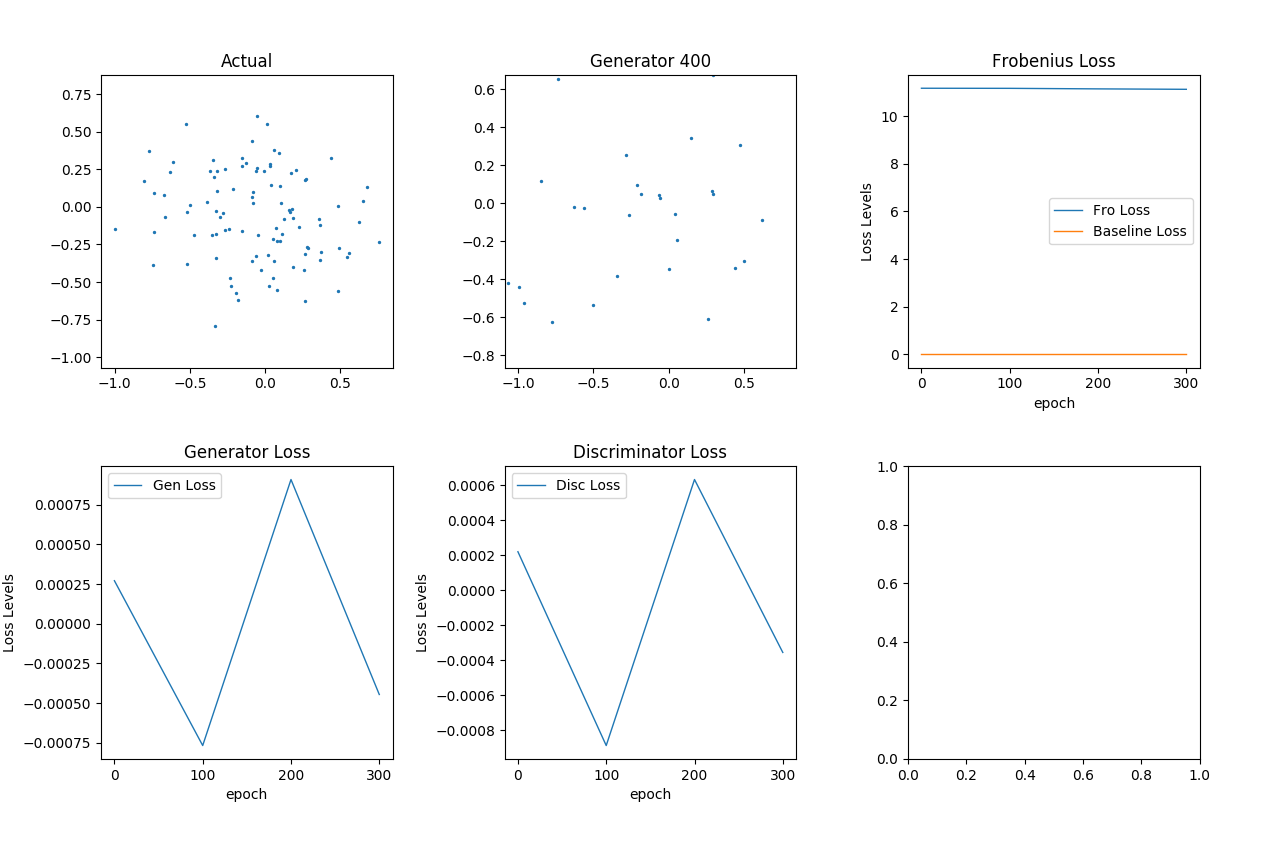 Actual
0.75
0.50
0.25
0.00
−0.25
−0.50
−0.75
−1.00
−1.0 −0.5 0.0 0.5
Generator 400
0.6
0.4
0.2
0.0
−0.2
−0.4
−0.6
−0.8
−1.0 −0.5 0.0 0.5
Frobenius Loss
Loss Levels
10
8
6
4
2
0
Fro Loss
Baseline Loss
0 100 200 300
epoch
Generator Loss
Loss Levels
Gen Loss
0.00075
0.00050
0.00025
0.00000
−0.00025
−0.00050
−0.00075
0 100 200 300
epoch
Discriminator Loss
Loss Levels
Disc Loss
0.0006
0.0004
0.0002
0.0000
−0.0002
−0.0004
−0.0006
−0.0008
0 100 200 300
epoch
1.0
0.8
0.6
0.4
0.2
0.0
0.0 0.2 0.4 0.6 0.8 1.0